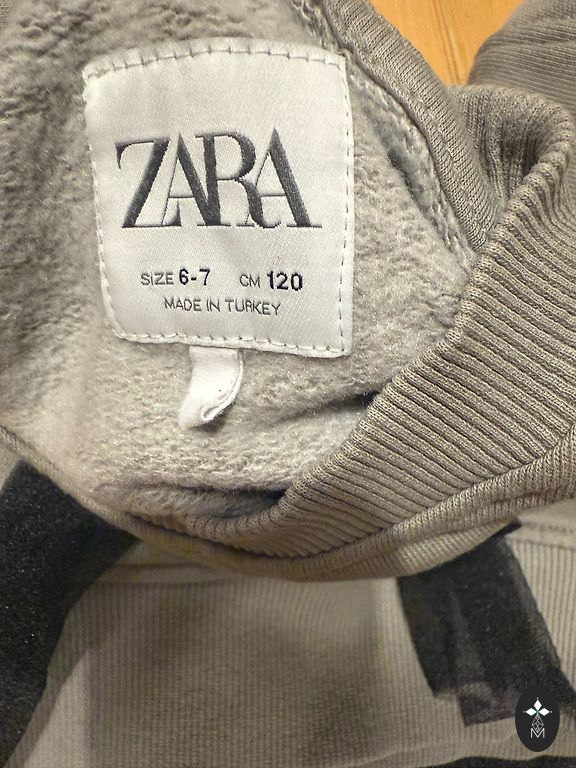 ZARA
SIZE 6-7 CM 120
MADE IN TURKEY
M